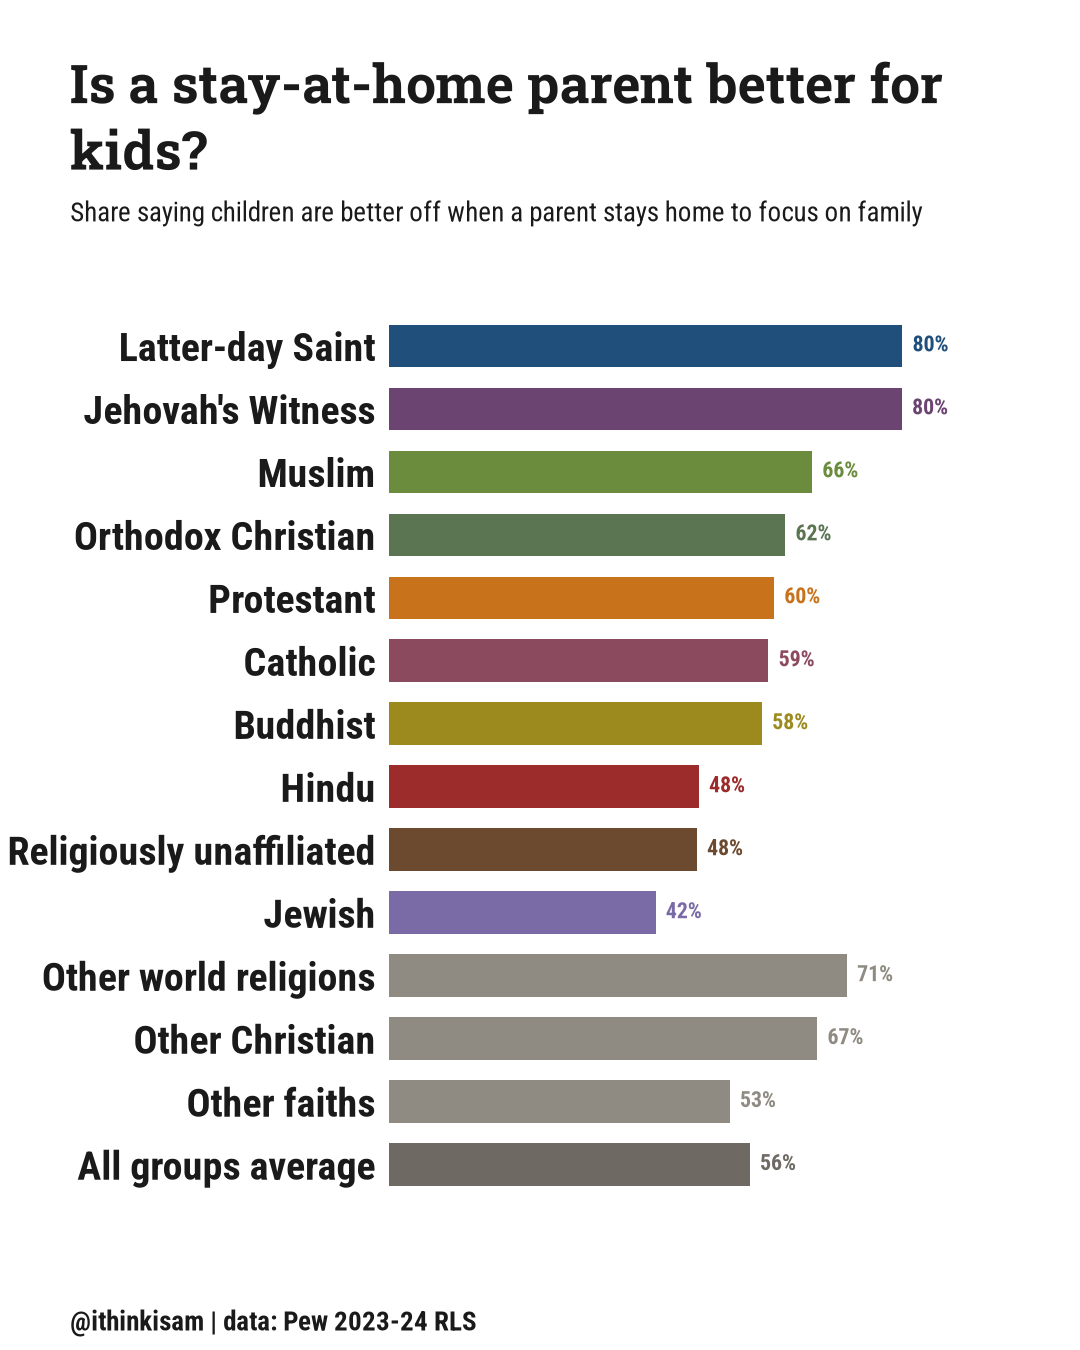 Is a stay-at-home parent better for
kids?
Share saying children are better off when a parent stays home to focus on family
Latter-day Saint 80%
Jehovah's Witness 80%
Muslim 66%
Orthodox Christian 62%
Protestant 60%
Catholic 59%
Buddhist 58%
Hindu 48%
Religiously unaffiliated 48%
Jewish 42%
Other world religions 71%
Other Christian 67%
Other faiths 53%
All groups average 56%
@ithinkisam | data: Pew 2023-24 RLS